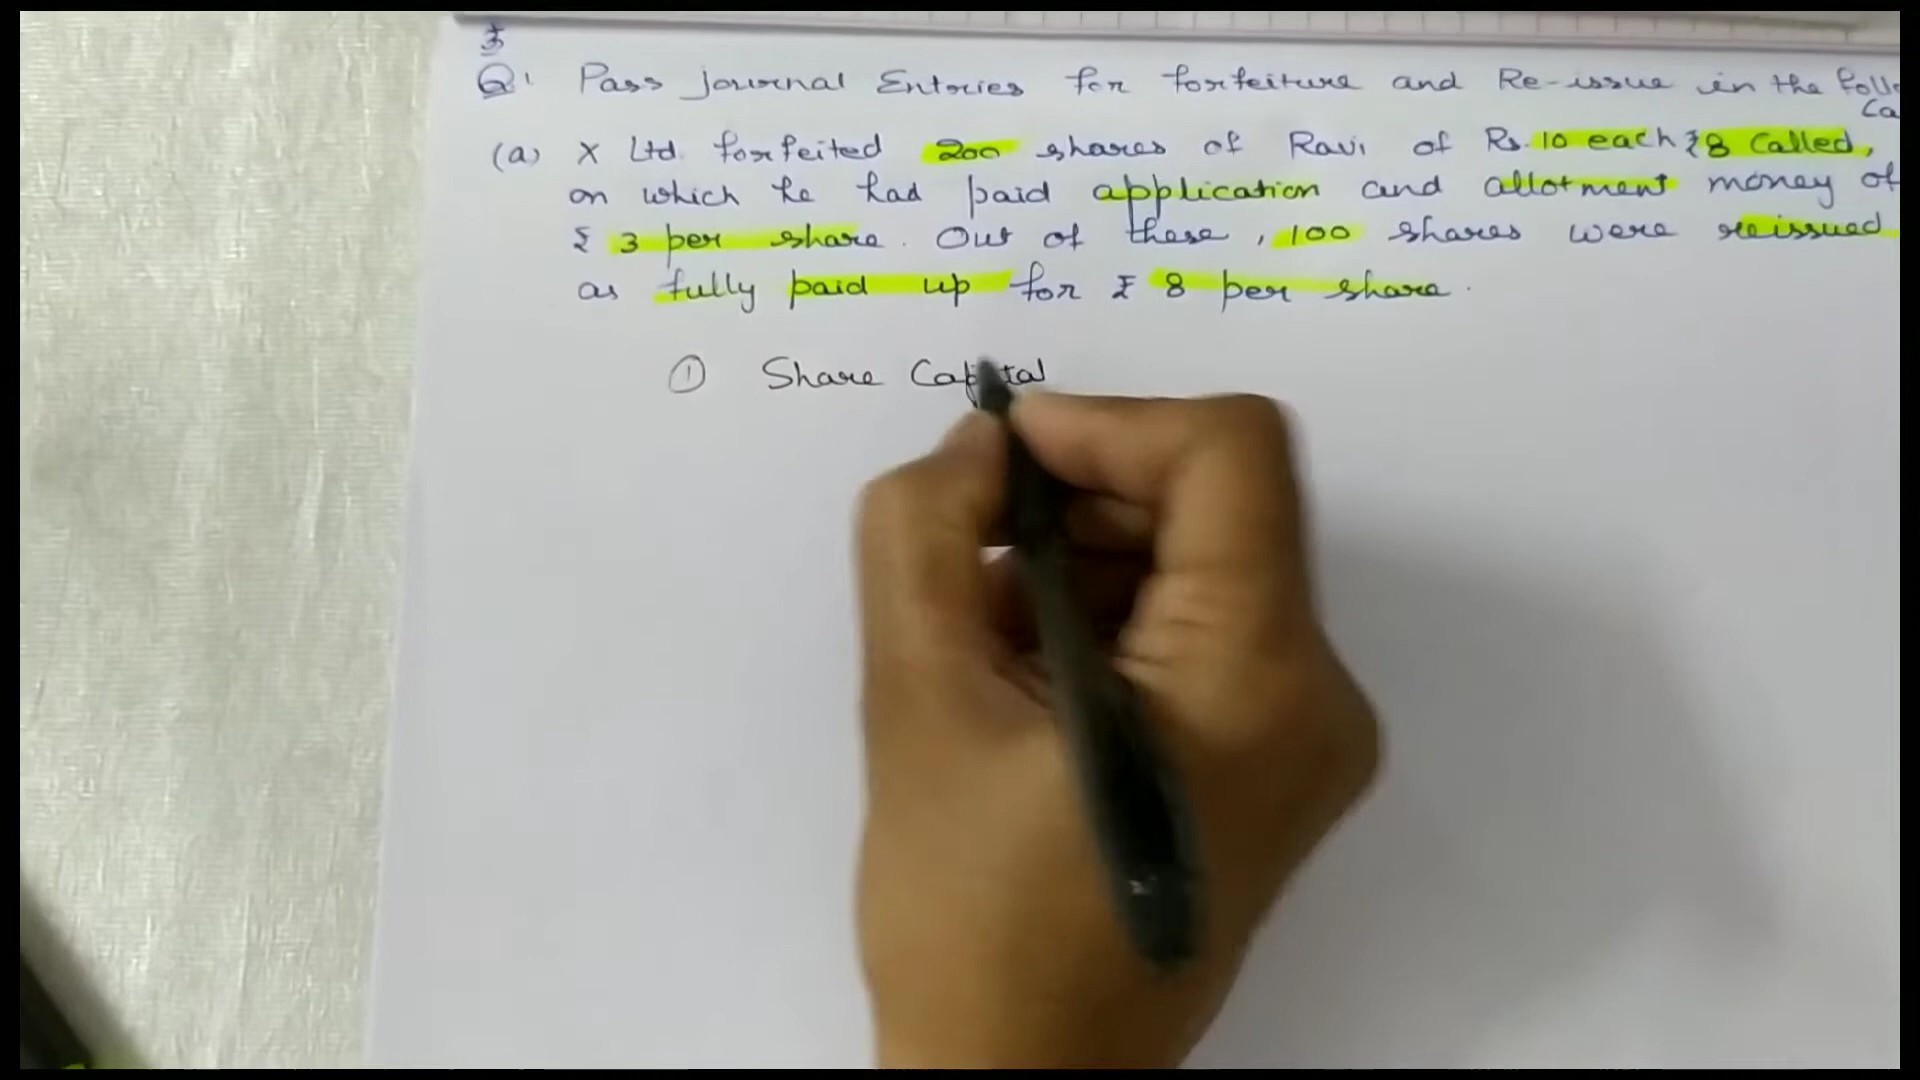 Q1 Pass journal Entries for forfeiture and Re-issue in the
(a) X Ltd. forfeited 200 shares of Ravi of Rs. 10 each ₹8 Called,
on which he had paid application and allotment money of
₹ 3 per share. Out of these, 100 shares were reissued
as fully paid up for ₹ 8 per share.
① Share Capital